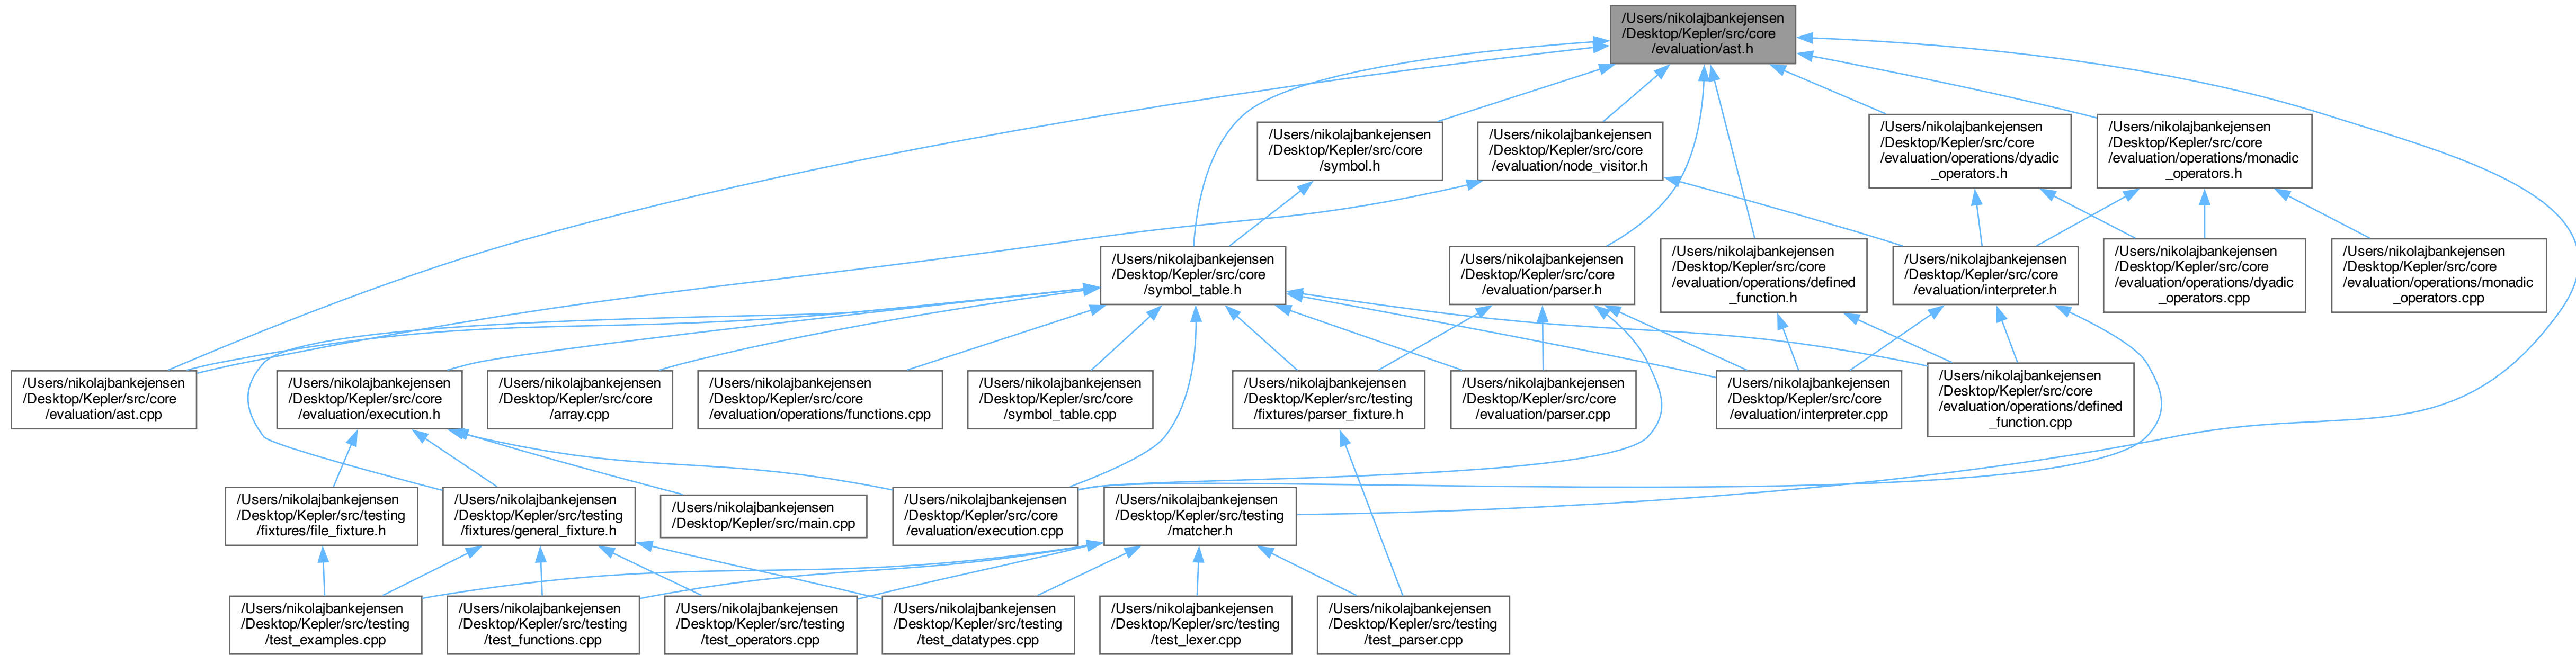 /Users/nikolajbankejensen
/Desktop/Kepler/src/core
/evaluation/ast.h
/Users/nikolajbankejensen
/Desktop/Kepler/src/core
/symbol.h
/Users/nikolajbankejensen
/Desktop/Kepler/src/core
/evaluation/node_visitor.h
/Users/nikolajbankejensen
/Desktop/Kepler/src/core
/evaluation/operations/dyadic
_operators.h
/Users/nikolajbankejensen
/Desktop/Kepler/src/core
/evaluation/operations/monadic
_operators.h
/Users/nikolajbankejensen
/Desktop/Kepler/src/core
/symbol_table.h
/Users/nikolajbankejensen
/Desktop/Kepler/src/core
/evaluation/parser.h
/Users/nikolajbankejensen
/Desktop/Kepler/src/core
/evaluation/operations/defined
_function.h
/Users/nikolajbankejensen
/Desktop/Kepler/src/core
/evaluation/interpreter.h
/Users/nikolajbankejensen
/Desktop/Kepler/src/core
/evaluation/operations/dyadic
_operators.cpp
/Users/nikolajbankejensen
/Desktop/Kepler/src/core
/evaluation/operations/monadic
_operators.cpp
/Users/nikolajbankejensen
/Desktop/Kepler/src/core
/evaluation/ast.cpp
/Users/nikolajbankejensen
/Desktop/Kepler/src/core
/evaluation/execution.h
/Users/nikolajbankejensen
/Desktop/Kepler/src/core
/array.cpp
/Users/nikolajbankejensen
/Desktop/Kepler/src/core
/evaluation/operations/functions.cpp
/Users/nikolajbankejensen
/Desktop/Kepler/src/core
/symbol_table.cpp
/Users/nikolajbankejensen
/Desktop/Kepler/src/testing
/fixtures/parser_fixture.h
/Users/nikolajbankejensen
/Desktop/Kepler/src/core
/evaluation/parser.cpp
/Users/nikolajbankejensen
/Desktop/Kepler/src/core
/evaluation/interpreter.cpp
/Users/nikolajbankejensen
/Desktop/Kepler/src/core
/evaluation/operations/defined
_function.cpp
/Users/nikolajbankejensen
/Desktop/Kepler/src/testing
/fixtures/file_fixture.h
/Users/nikolajbankejensen
/Desktop/Kepler/src/testing
/fixtures/general_fixture.h
/Users/nikolajbankejensen
/Desktop/Kepler/src/main.cpp
/Users/nikolajbankejensen
/Desktop/Kepler/src/core
/evaluation/execution.cpp
/Users/nikolajbankejensen
/Desktop/Kepler/src/testing
/matcher.h
/Users/nikolajbankejensen
/Desktop/Kepler/src/testing
/test_examples.cpp
/Users/nikolajbankejensen
/Desktop/Kepler/src/testing
/test_functions.cpp
/Users/nikolajbankejensen
/Desktop/Kepler/src/testing
/test_operators.cpp
/Users/nikolajbankejensen
/Desktop/Kepler/src/testing
/test_datatypes.cpp
/Users/nikolajbankejensen
/Desktop/Kepler/src/testing
/test_lexer.cpp
/Users/nikolajbankejensen
/Desktop/Kepler/src/testing
/test_parser.cpp